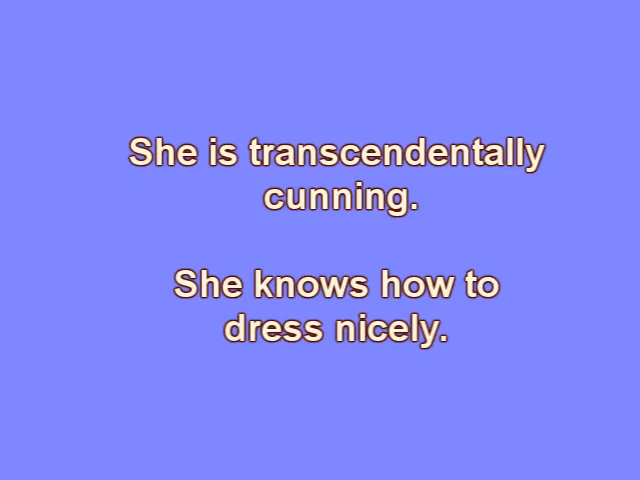 She is transcendentally
cunning.
She knows how to
dress nicely.